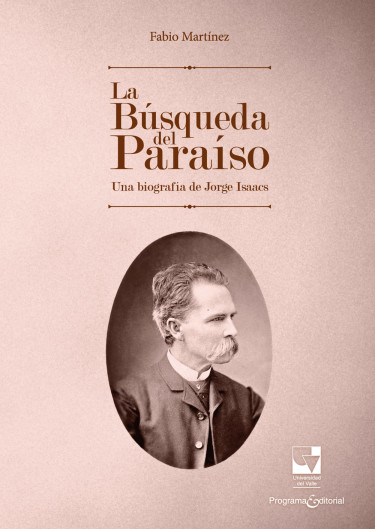 Fabio Martínez
La
Búsqueda
del
Paraíso
Una biografía de Jorge Isaacs
Universidad
del Valle
Programa Editorial